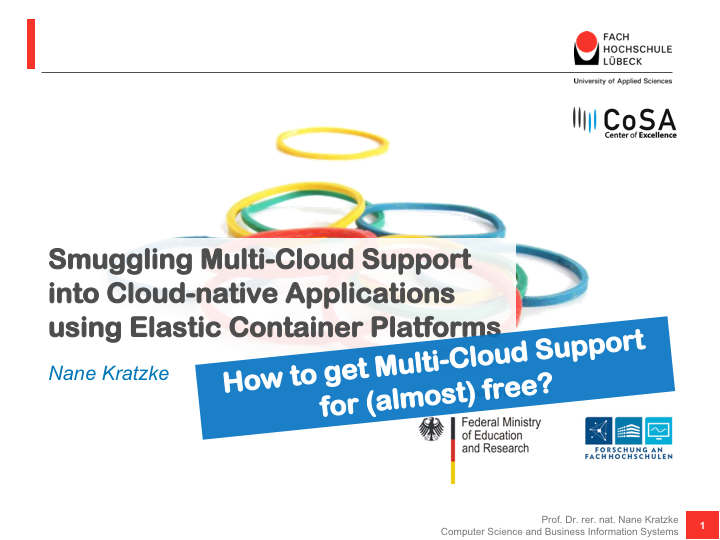 FACH
HOCHSCHULE
LÜBECK
University of Applied Sciences
CoSA
Center of Excellence
Smuggling Multi-Cloud Support
into Cloud-native Applications
using Elastic Container Platforms
Nane Kratzke
How to get Multi-Cloud Support
for (almost) free?
Federal Ministry
of Education
and Research
FORSCHUNG AN
FACHHOCHSCHULEN
Prof. Dr. rer. nat. Nane Kratzke
Computer Science and Business Information Systems
1